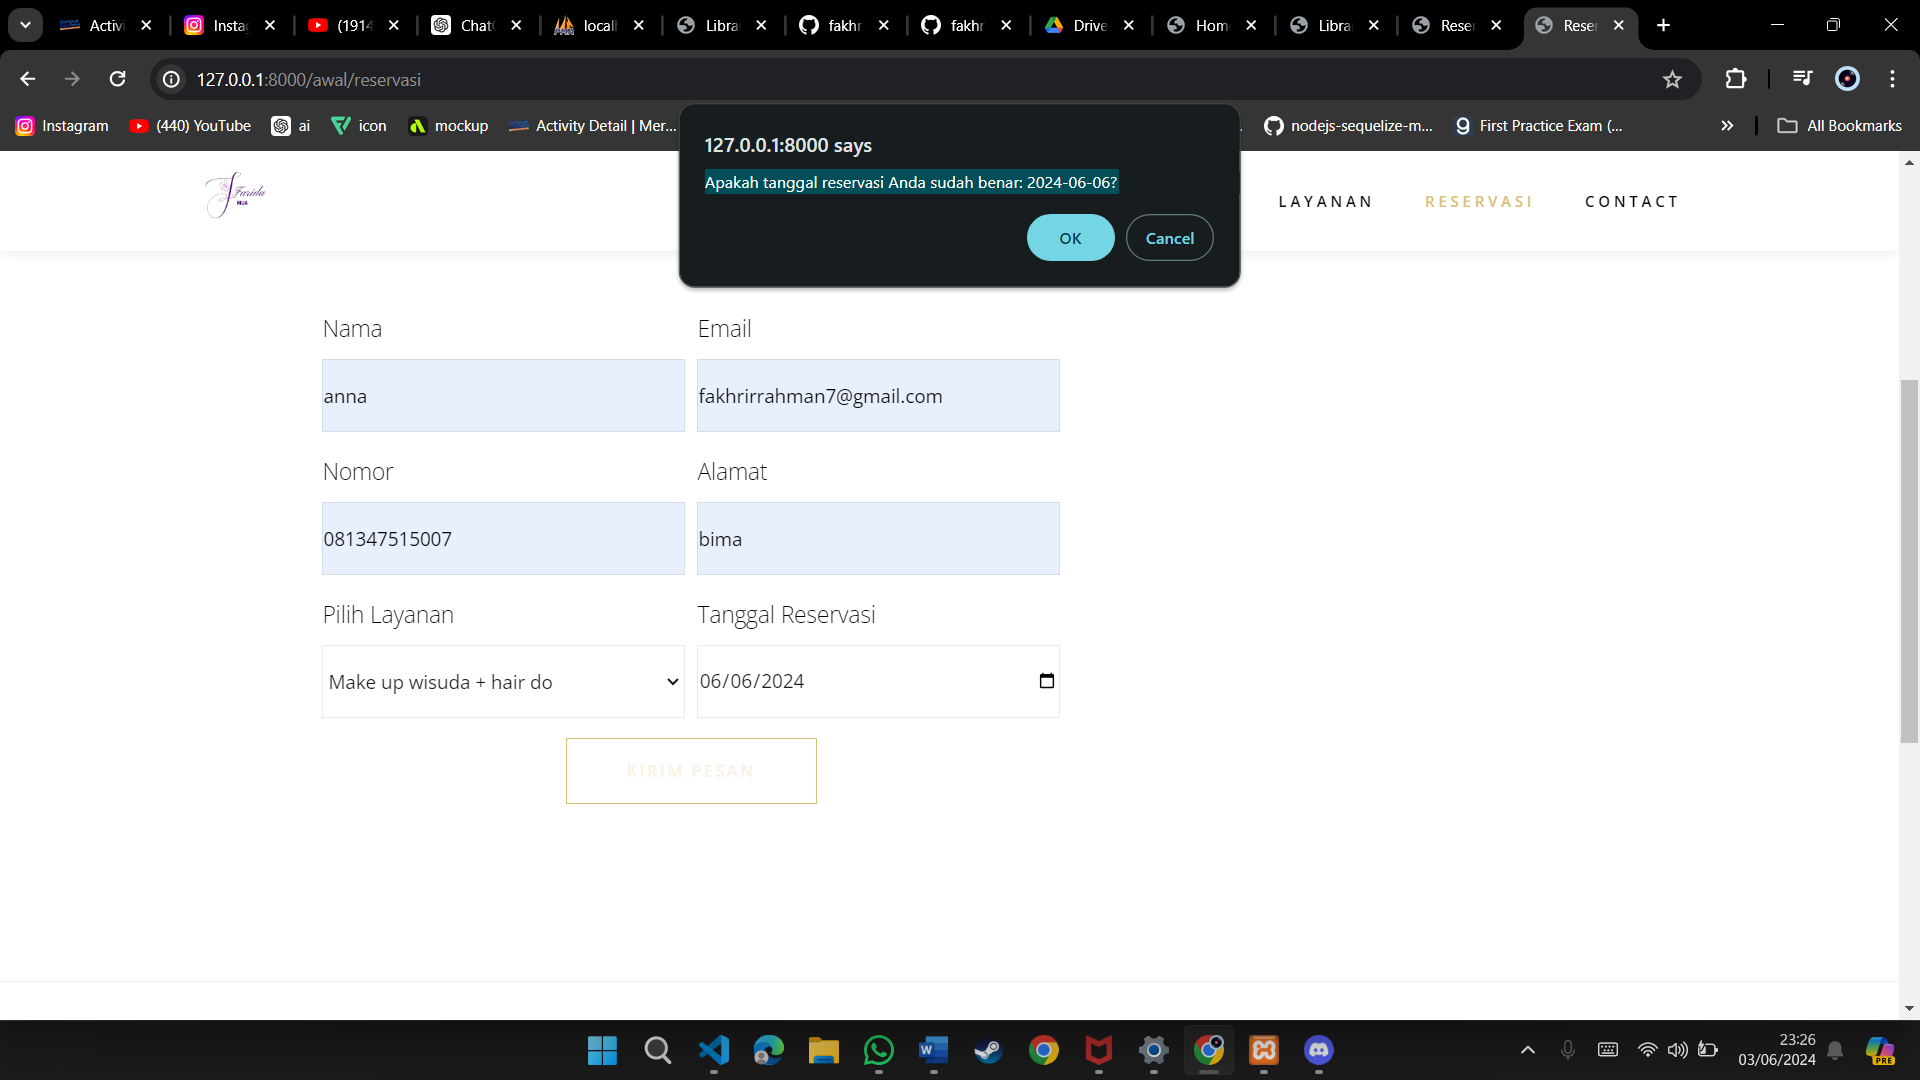 Activi
Instag
(1914
Chat
local
Libra
fakhr
fakhr
Drive
Hom
Libra
Reser
Reser
127.0.0.1:8000/awal/reservasi
Instagram
(440) YouTube
ai
icon
mockup
Activity Detail | Mer...
nodejs-sequelize-m...
First Practice Exam (...
All Bookmarks
127.0.0.1:8000 says
Apakah tanggal reservasi Anda sudah benar: 2024-06-06?
OK
Cancel
Farida
MUA
LAYANAN
RESERVASI
CONTACT
Nama
Email
anna
fakhrirrahman7@gmail.com
Nomor
Alamat
081347515007
bima
Pilih Layanan
Tanggal Reservasi
Make up wisuda + hair do
06/06/2024
KIRIM PESAN
23:26
03/06/2024
PRE